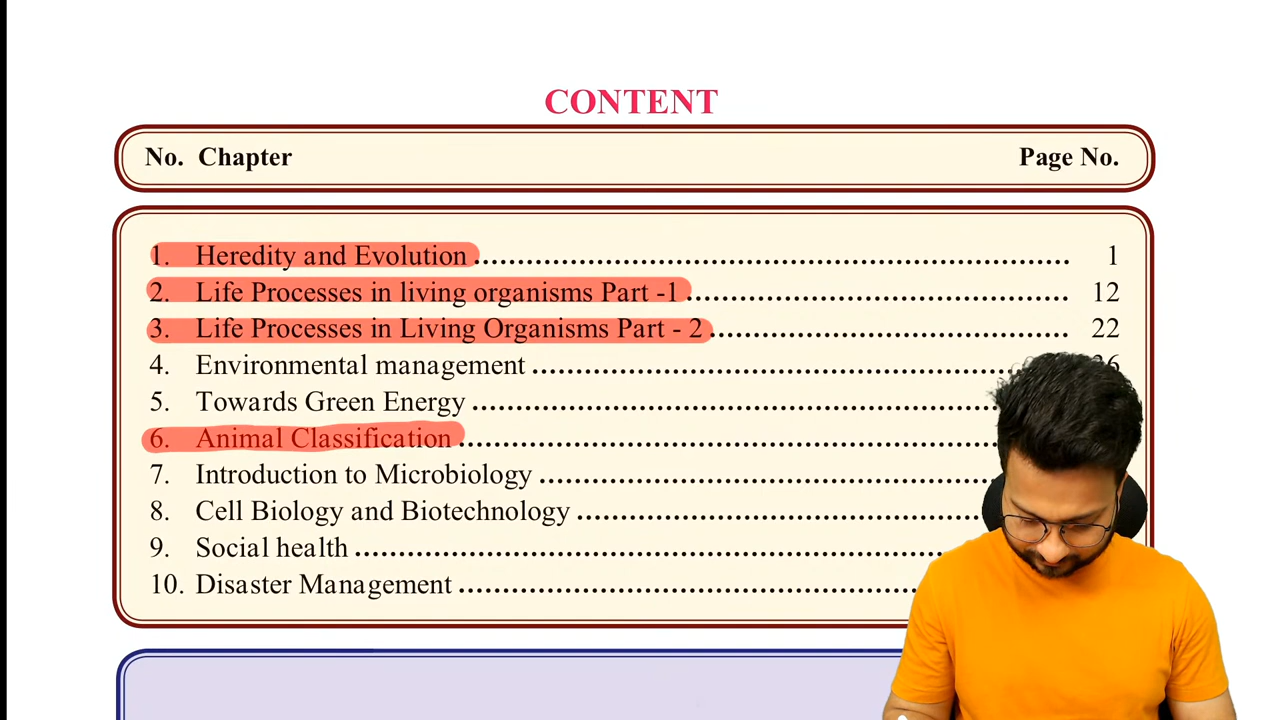 CONTENT
No. Chapter Page No.
1. Heredity and Evolution ........ 1
2. Life Processes in living organisms Part -1 ........ 12
3. Life Processes in Living Organisms Part - 2 ........ 22
4. Environmental management ........
5. Towards Green Energy ........
6. Animal Classification ........
7. Introduction to Microbiology ........
8. Cell Biology and Biotechnology ........
9. Social health ........
10. Disaster Management ........